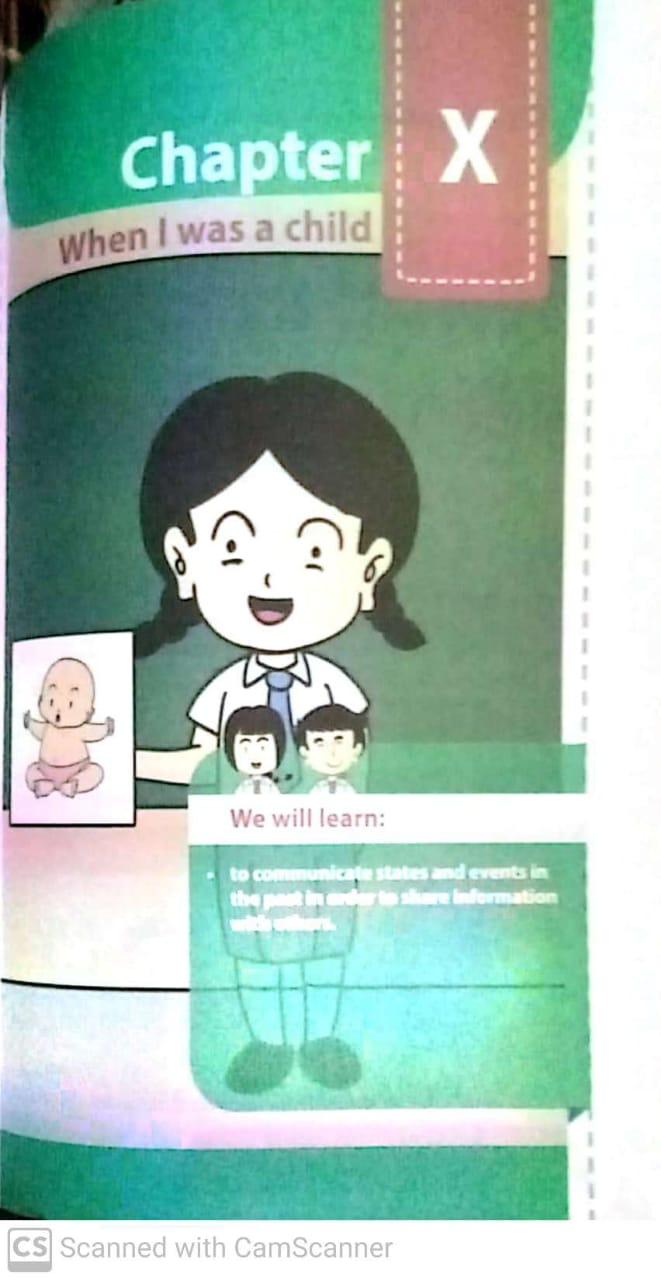 Chapter X
When I was a child
We will learn:
• to communicate states and events in
the past in order to share information
with others.
CS Scanned with CamScanner